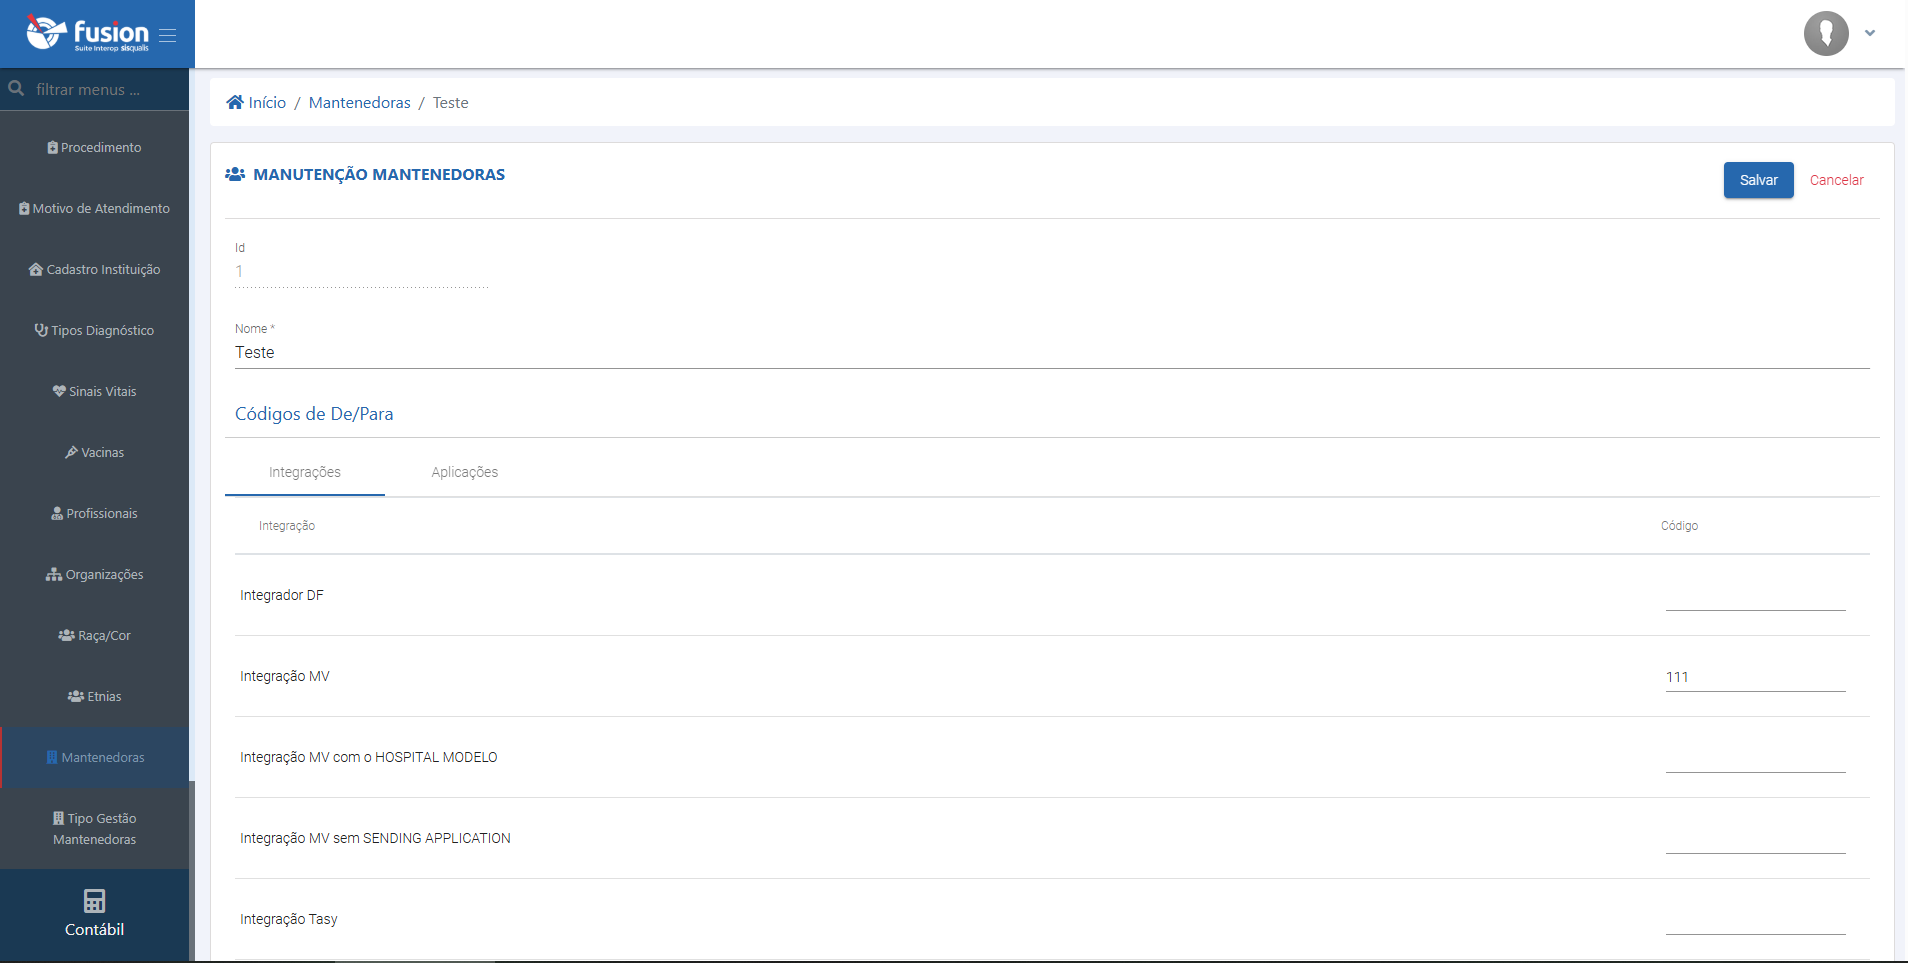 fusion
Suite Interop sisqualis
filtrar menus ...
Procedimento
Motivo de Atendimento
Cadastro Instituição
Tipos Diagnóstico
Sinais Vitais
Vacinas
Profissionais
Organizações
Raça/Cor
Etnias
Mantenedoras
Tipo Gestão
Mantenedoras
Contábil
Início / Mantenedoras / Teste
MANUTENÇÃO MANTENEDORAS
Salvar Cancelar
Id
1
Nome *
Teste
Códigos de De/Para
Integrações Aplicações
Integração Código
Integrador DF
Integração MV 111
Integração MV com o HOSPITAL MODELO
Integração MV sem SENDING APPLICATION
Integração Tasy